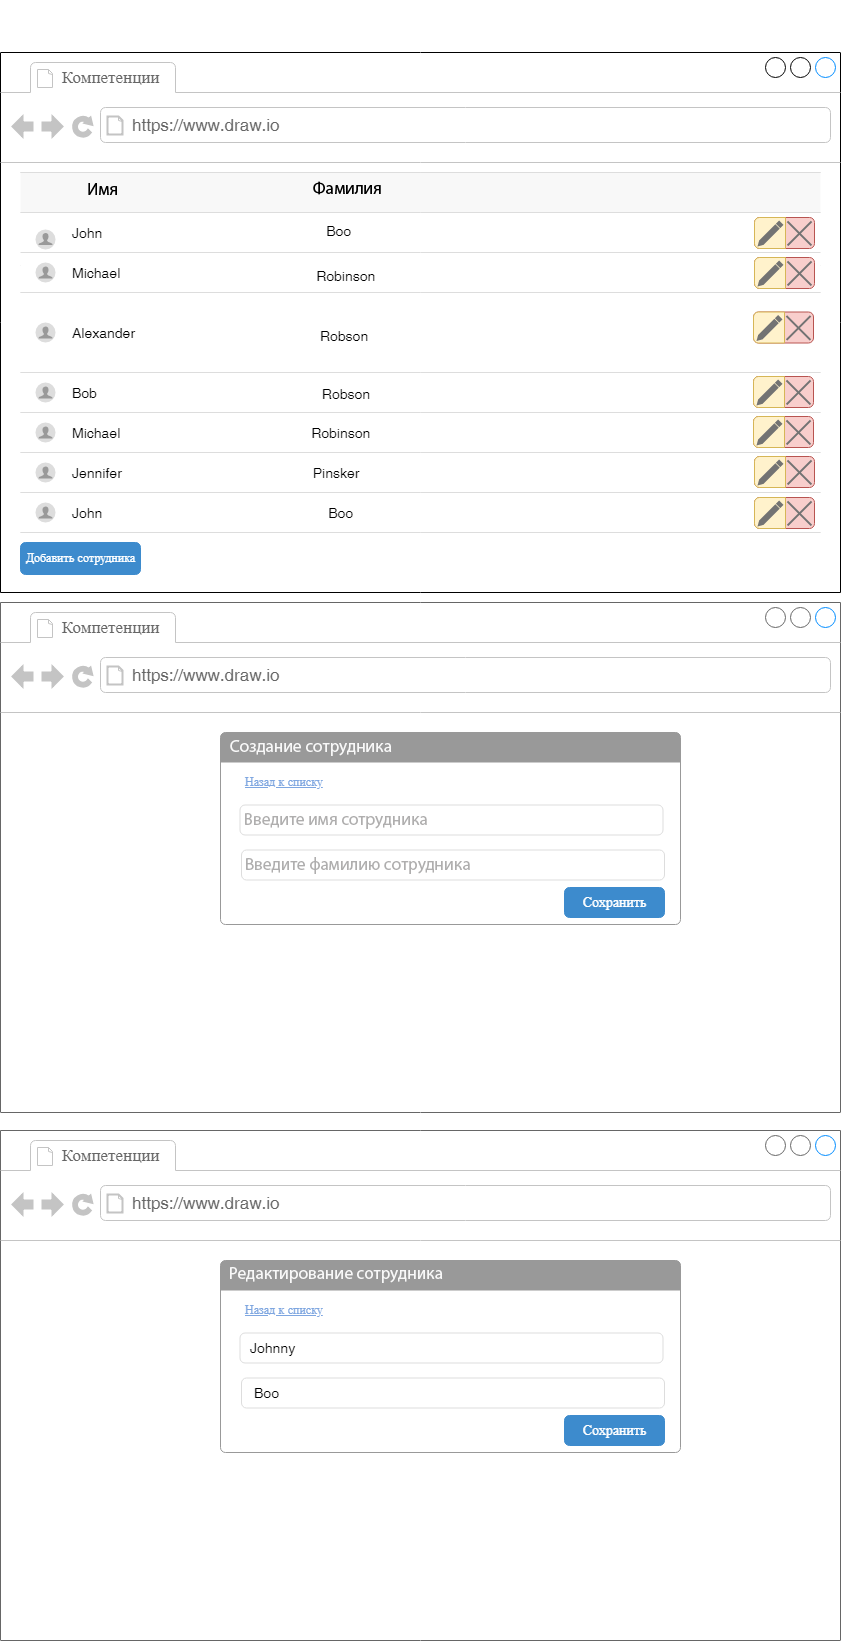 Компетенции
https://www.draw.io
Имя Фамилия
John Boo
Michael Robinson
Alexander Robson
Bob Robson
Michael Robinson
Jennifer Pinsker
John Boo
Добавить сотрудника
Компетенции
https://www.draw.io
Создание сотрудника
Назад к списку
Введите имя сотрудника
Введите фамилию сотрудника
Сохранить
Компетенции
https://www.draw.io
Редактирование сотрудника
Назад к списку
Johnny
Boo
Сохранить